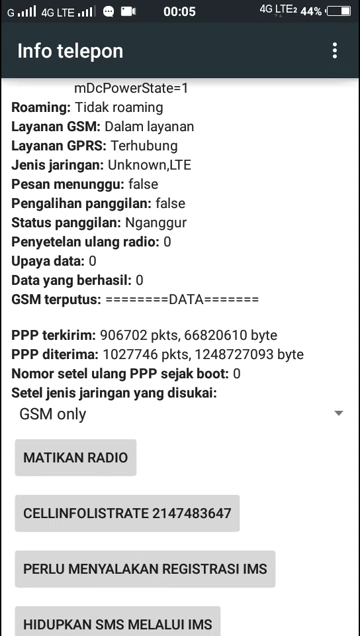 G 4G LTE 00:05 4G LTE2 44%
Info telepon
mDcPowerState=1
Roaming: Tidak roaming
Layanan GSM: Dalam layanan
Layanan GPRS: Terhubung
Jenis jaringan: Unknown,LTE
Pesan menunggu: false
Pengalihan panggilan: false
Status panggilan: Nganggur
Penyetelan ulang radio: 0
Upaya data: 0
Data yang berhasil: 0
GSM terputus: ========DATA=======
PPP terkirim: 906702 pkts, 66820610 byte
PPP diterima: 1027746 pkts, 1248727093 byte
Nomor setel ulang PPP sejak boot: 0
Setel jenis jaringan yang disukai:
GSM only
MATIKAN RADIO
CELLINFOLISTRATE 2147483647
PERLU MENYALAKAN REGISTRASI IMS
HIDUPKAN SMS MELALUI IMS